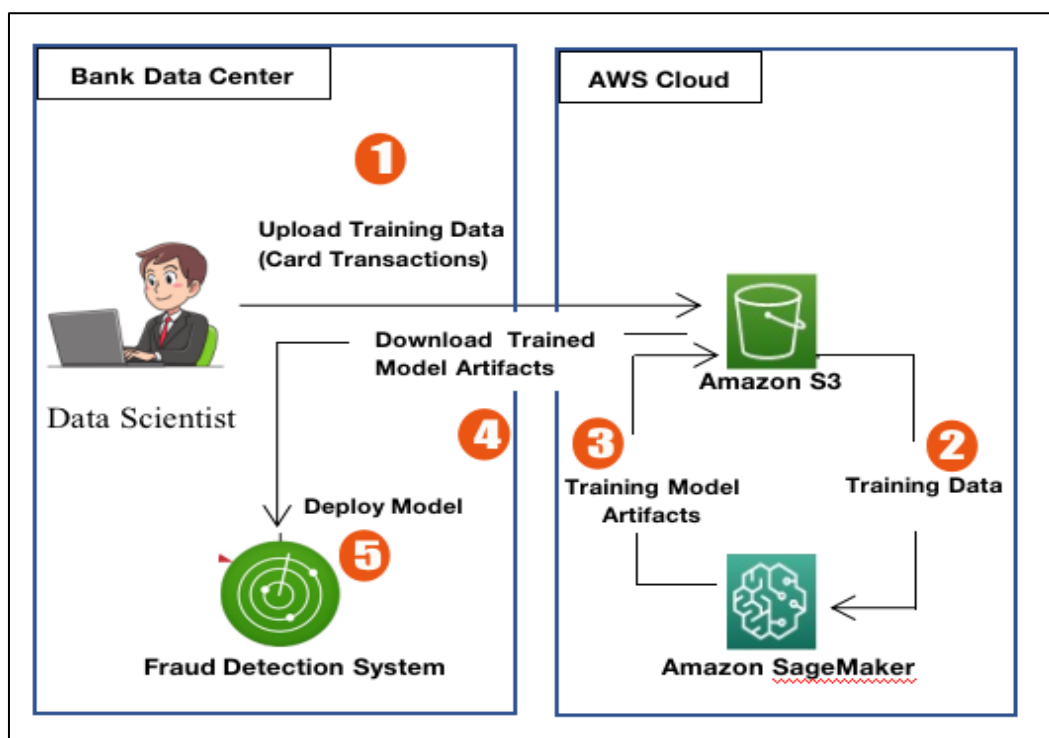 Bank Data Center
AWS Cloud
1
Upload Training Data
(Card Transactions)
Download Trained
Model Artifacts
Amazon S3
Data Scientist
4
3
2
Training Model
Artifacts
Training Data
Deploy Model
5
Fraud Detection System
Amazon SageMaker